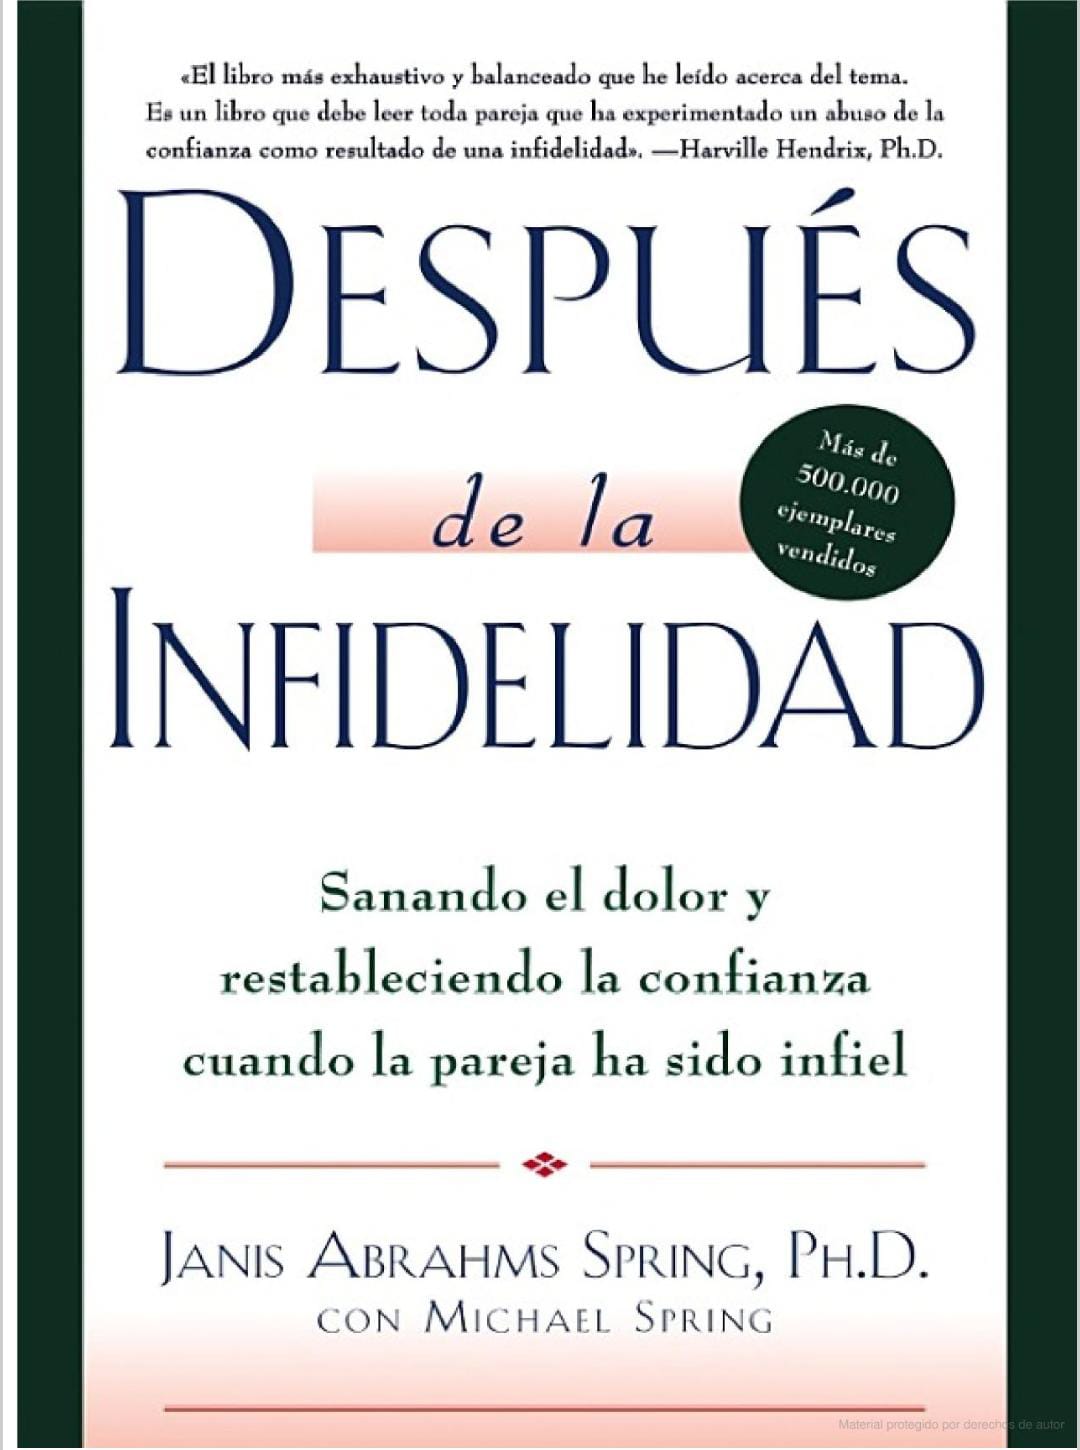 «El libro más exhaustivo y balanceado que he leído acerca del tema.
Es un libro que debe leer toda pareja que ha experimentado un abuso de la
confianza como resultado de una infidelidad». —Harville Hendrix, Ph.D.
DESPUÉS
de la
Más de
500.000
ejemplares
vendidos
INFIDELIDAD
Sanando el dolor y
restableciendo la confianza
cuando la pareja ha sido infiel
JANIS ABRAHMS SPRING, PH.D.
CON MICHAEL SPRING
Material protegido por derechos de autor